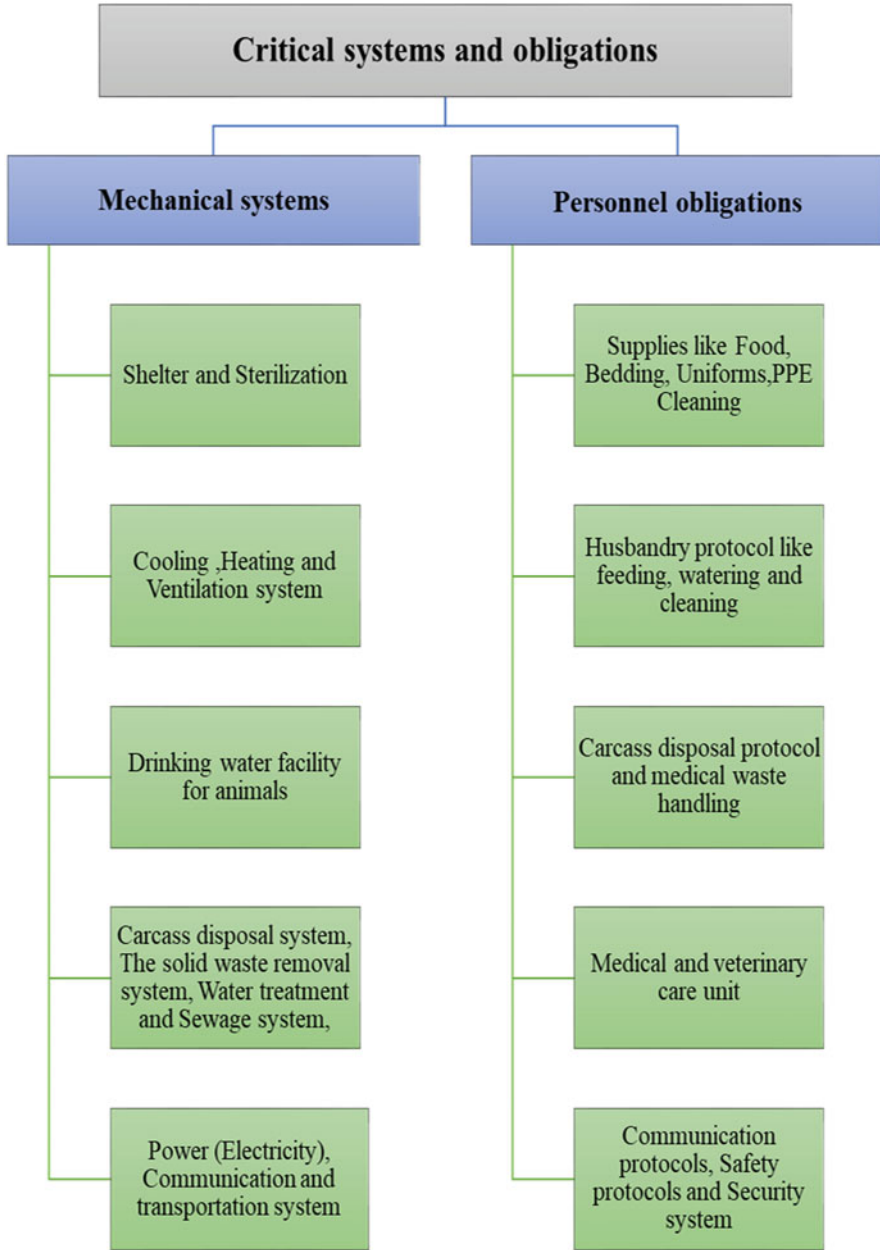 Critical systems and obligations
Mechanical systems
Shelter and Sterilization
Cooling ,Heating and
Ventilation system
Drinking water facility
for animals
Carcass disposal system,
The solid waste removal
system, Water treatment
and Sewage system,
Power (Electricity),
Communication and
transportation system
Personnel obligations
Supplies like Food,
Bedding, Uniforms,PPE
Cleaning
Husbandry protocol like
feeding, watering and
cleaning
Carcass disposal protocol
and medical waste
handling
Medical and veterinary
care unit
Communication
protocols, Safety
protocols and Security
system